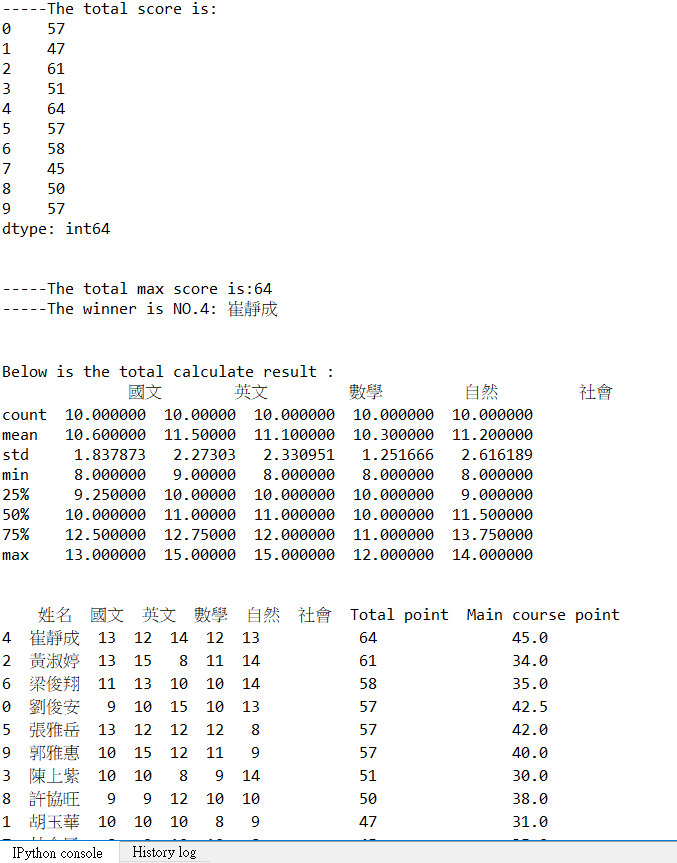 -----The total score is:
0 57
1 47
2 61
3 51
4 64
5 57
6 58
7 45
8 50
9 57
dtype: int64
-----The total max score is:64
-----The winner is NO.4: 崔靜成
Below is the total calculate result :
國文 英文 數學 自然 社會
count 10.000000 10.00000 10.000000 10.000000 10.000000
mean 10.600000 11.50000 11.100000 10.300000 11.200000
std 1.837873 2.27303 2.330951 1.251666 2.616189
min 8.000000 9.00000 8.000000 8.000000 8.000000
25% 9.250000 10.00000 10.000000 10.000000 9.000000
50% 10.000000 11.00000 11.000000 10.000000 11.500000
75% 12.500000 12.75000 12.000000 11.000000 13.750000
max 13.000000 15.00000 15.000000 12.000000 14.000000
姓名 國文 英文 數學 自然 社會 Total point Main course point
4 崔靜成 13 12 14 12 13 64 45.0
2 黃淑婷 13 15 8 11 14 61 34.0
6 梁俊翔 11 13 10 10 14 58 35.0
0 劉俊安 9 10 15 10 13 57 42.5
5 張雅岳 13 12 12 12 8 57 42.0
9 郭雅惠 10 15 12 11 9 57 40.0
3 陳上紫 10 10 8 9 14 51 30.0
8 許協旺 9 9 12 10 10 50 38.0
1 胡玉華 10 10 10 8 9 47 31.0
IPython console History log